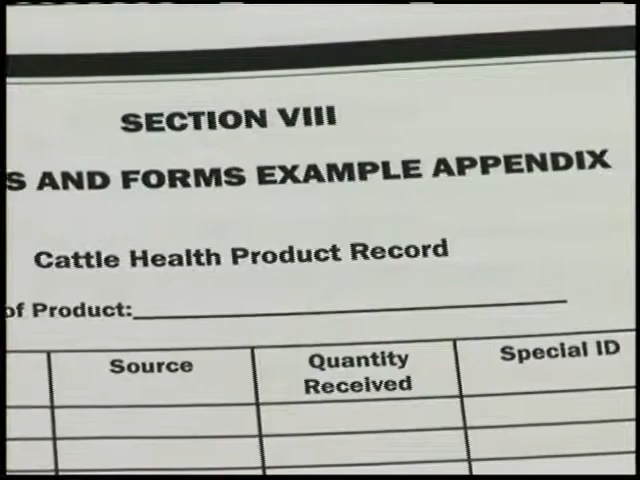 SECTION VIII
S AND FORMS EXAMPLE APPENDIX
Cattle Health Product Record
of Product:
Source Quantity Received Special ID